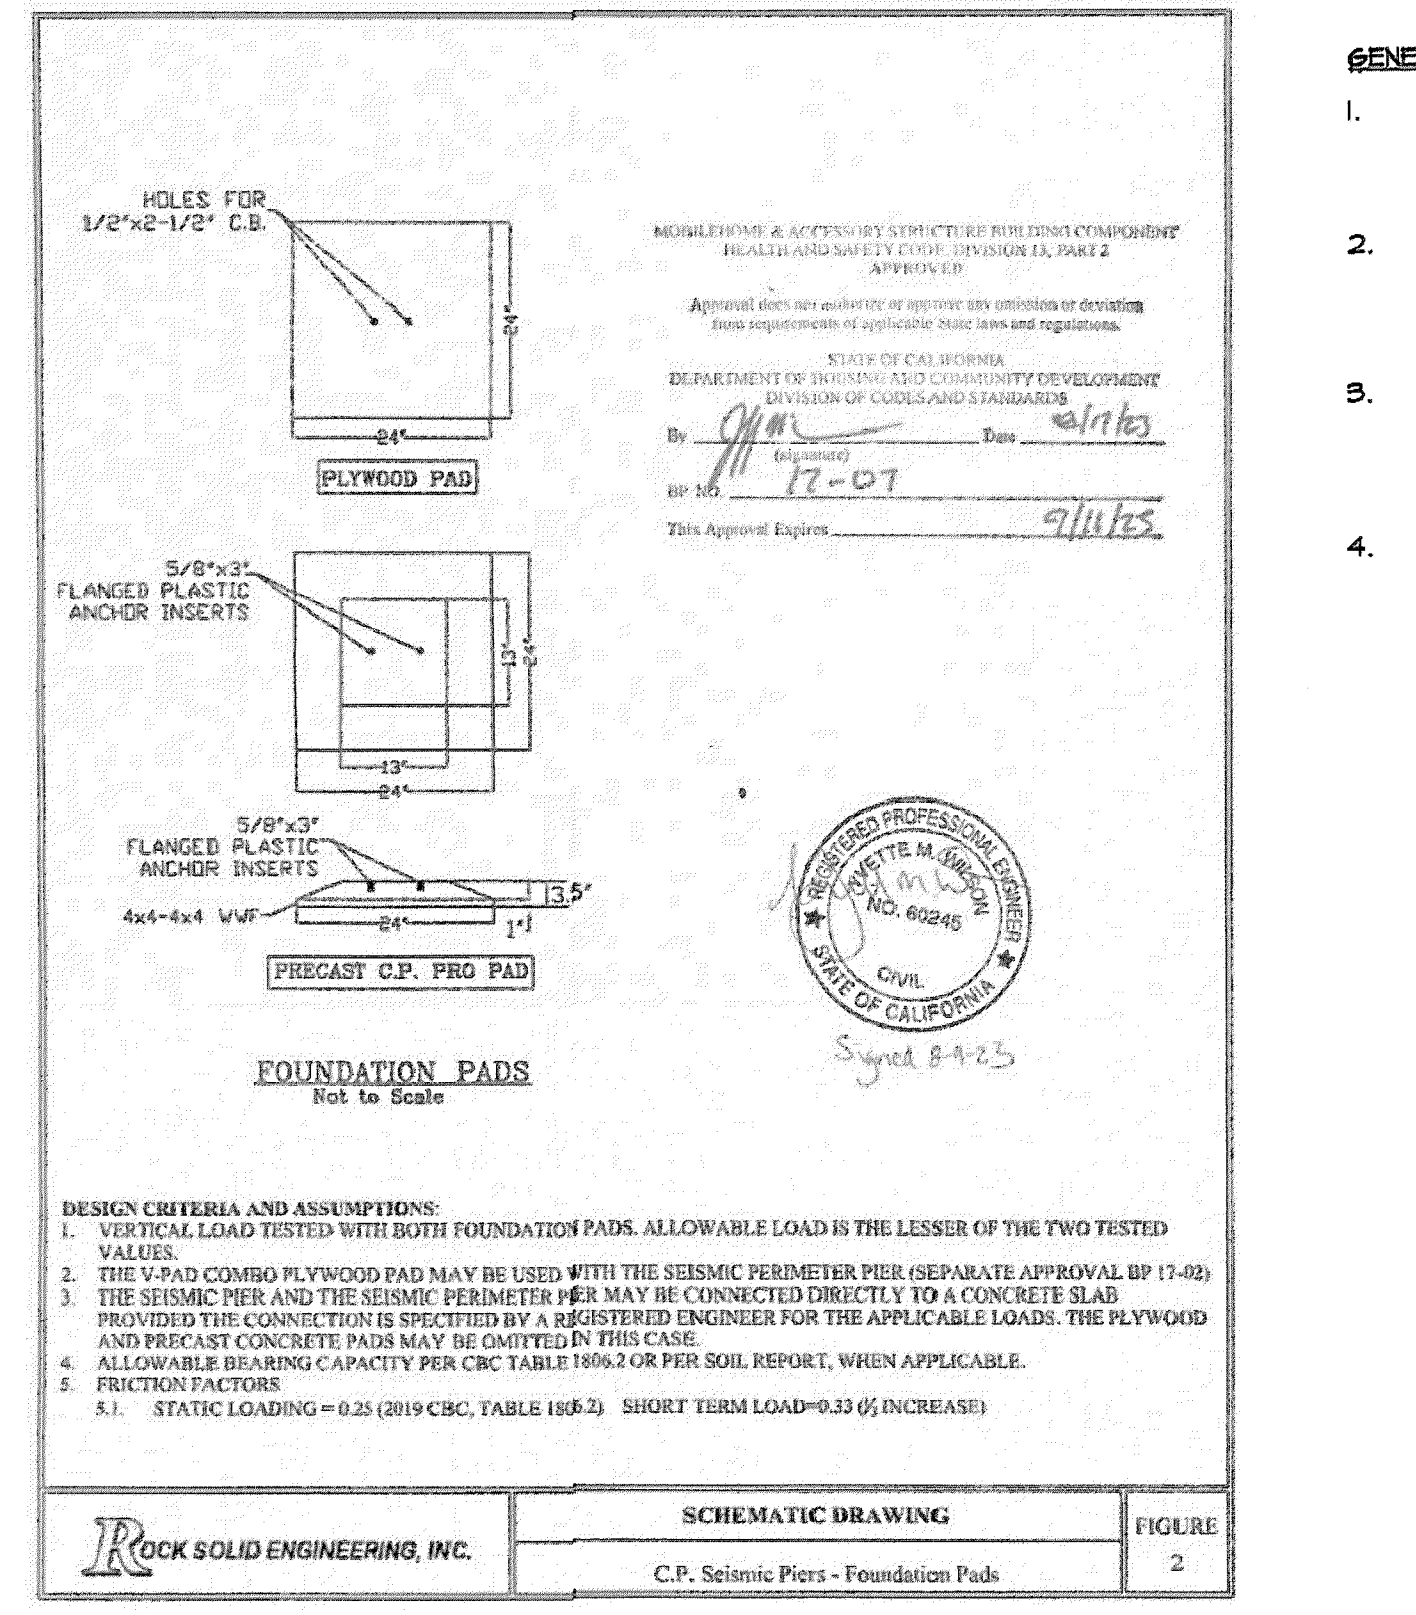 HOLES FOR
1/2"x2-1/2" C.B.
24"
24"
PLYWOOD PAD
5/8"x3"
FLANGED PLASTIC
ANCHOR INSERTS
13"
24"
13"
24"
5/8"x3"
FLANGED PLASTIC
ANCHOR INSERTS
4x4-4x4 WWF
3.5"
24"
1"
PRECAST C.P. PRO PAD
FOUNDATION PADS
Not to Scale
MOBILEHOME & ACCESSORY STRUCTURE BUILDING COMPONENT
HEALTH AND SAFETY CODE, DIVISION 13, PART 2
APPROVED
Approval does not authorize or approve any omission or deviation
from requirements of applicable State laws and regulations.
STATE OF CALIFORNIA
DEPARTMENT OF HOUSING AND COMMUNITY DEVELOPMENT
DIVISION OF CODES AND STANDARDS
By Date /17/23
(signature)
BP NO. 17-07
This Approval Expires 9/11/25
REGISTERED PROFESSIONAL ENGINEER
YVETTE M. WILSON
NO. 60245
CIVIL
STATE OF CALIFORNIA
Signed 8-9-23
DESIGN CRITERIA AND ASSUMPTIONS:
1. VERTICAL LOAD TESTED WITH BOTH FOUNDATION PADS. ALLOWABLE LOAD IS THE LESSER OF THE TWO TESTED
VALUES.
2. THE V-PAD COMBO PLYWOOD PAD MAY BE USED WITH THE SEISMIC PERIMETER PIER (SEPARATE APPROVAL BP 17-02)
3. THE SEISMIC PIER AND THE SEISMIC PERIMETER PIER MAY BE CONNECTED DIRECTLY TO A CONCRETE SLAB
PROVIDED THE CONNECTION IS SPECIFIED BY A REGISTERED ENGINEER FOR THE APPLICABLE LOADS. THE PLYWOOD
AND PRECAST CONCRETE PADS MAY BE OMITTED IN THIS CASE.
4. ALLOWABLE BEARING CAPACITY PER CBC TABLE 1806.2 OR PER SOIL REPORT, WHEN APPLICABLE.
5. FRICTION FACTORS
5.1. STATIC LOADING = 0.25 (2019 CBC, TABLE 1806.2) SHORT TERM LOAD=0.33 (⅓ INCREASE)
ROCK SOLID ENGINEERING, INC.
SCHEMATIC DRAWING
C.P. Seismic Piers - Foundation Pads
FIGURE
2
GENE
1.
2.
3.
4.